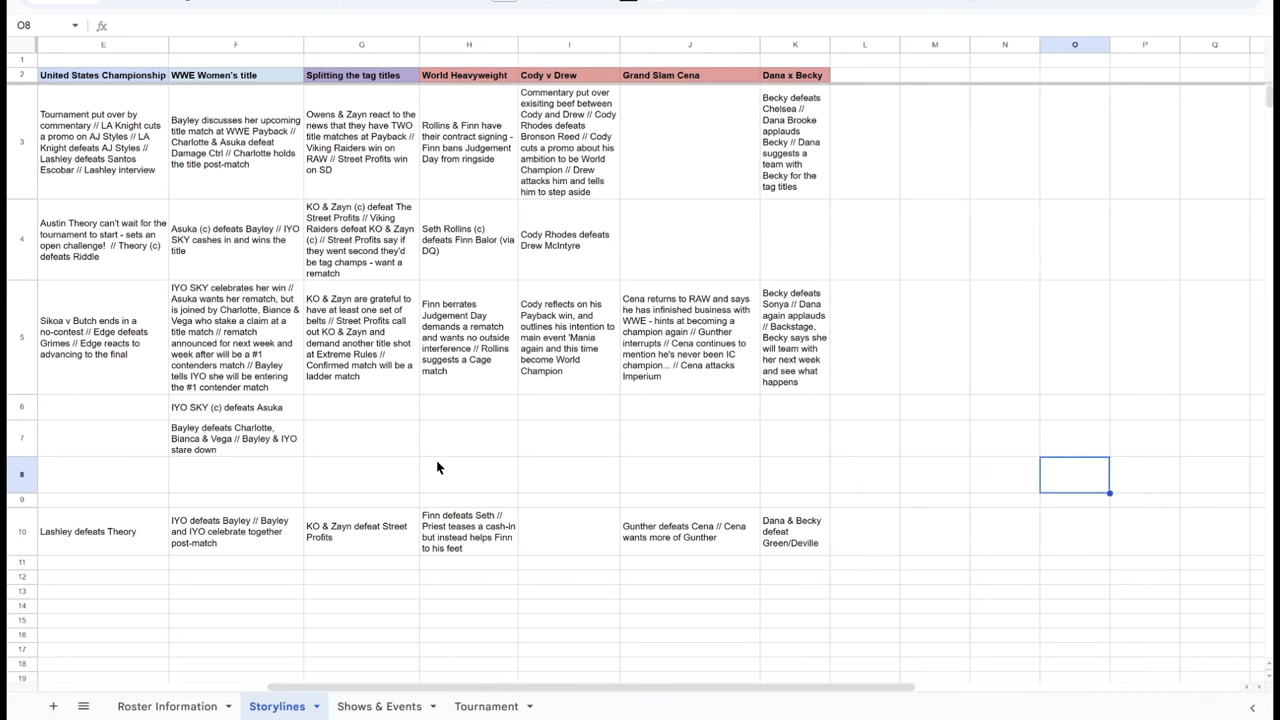 O8
fx
E F G H I J K L M N O P Q
1
2 United States Championship WWE Women's title Splitting the tag titles World Heavyweight Cody v Drew Grand Slam Cena Dana x Becky
3
Tournament put over by
commentary // LA Knight cuts
a promo on AJ Styles // LA
Knight defeats AJ Styles //
Lashley defeats Santos
Escobar // Lashley interview
Bayley discusses her upcoming
title match at WWE Payback //
Charlotte & Asuka defeat
Damage Ctrl // Charlotte holds
the title post-match
Owens & Zayn react to the
news that they have TWO
title matches at Payback //
Viking Raiders win on
RAW // Street Profits win
on SD
Rollins & Finn have
their contract signing -
Finn bans Judgement
Day from ringside
Commentary put over
exisiting beef between
Cody and Drew // Cody
Rhodes defeats
Bronson Reed // Cody
cuts a promo about his
ambition to be World
Champion // Drew
attacks him and tells
him to step aside
Becky defeats
Chelsea //
Dana Brooke
applauds
Becky // Dana
suggests a
team with
Becky for the
tag titles
4
Austin Theory can't wait for the
tournament to start - sets an
open challenge! // Theory (c)
defeats Riddle
Asuka (c) defeats Bayley // IYO
SKY cashes in and wins the
title
KO & Zayn (c) defeat The
Street Profits // Viking
Raiders defeat KO & Zayn
(c) // Street Profits say if
they went second they'd
be tag champs - want a
rematch
Seth Rollins (c)
defeats Finn Balor (via
DQ)
Cody Rhodes defeats
Drew McIntyre
5
Sikoa v Butch ends in a
no-contest // Edge defeats
Grimes // Edge reacts to
advancing to the final
IYO SKY celebrates her win //
Asuka wants her rematch, but
is joined by Charlotte, Bianca &
Vega who stake a claim at a
title match // rematch
announced for next week and
week after will be a #1
contenders match // Bayley
tells IYO she will be entering
the #1 contender match
KO & Zayn are grateful to
have at least one set of
belts // Street Profits call
out KO & Zayn and
demand another title shot
at Extreme Rules //
Confirmed match will be a
ladder match
Finn berrates
Judgement Day
demands a rematch
and wants no outside
interference // Rollins
suggests a Cage
match
Cody reflects on his
Payback win, and
outlines his intention to
main event 'Mania
again and this time
become World
Champion
Cena returns to RAW and says
he has infinished business with
WWE - hints at becoming a
champion again // Gunther
interrupts // Cena continues to
mention he's never been IC
champion... // Cena attacks
Imperium
Becky defeats
Sonya // Dana
again applauds
// Backstage,
Becky says she
will team with
her next week
and see what
happens
6
IYO SKY (c) defeats Asuka
7
Bayley defeats Charlotte,
Bianca & Vega // Bayley & IYO
stare down
8
9
10
Lashley defeats Theory
IYO defeats Bayley // Bayley
and IYO celebrate together
post-match
KO & Zayn defeat Street
Profits
Finn defeats Seth //
Priest teases a cash-in
but instead helps Finn
to his feet
Gunther defeats Cena // Cena
wants more of Gunther
Dana & Becky
defeat
Green/Deville
11
12
13
14
15
16
17
18
19
Roster Information Storylines Shows & Events Tournament